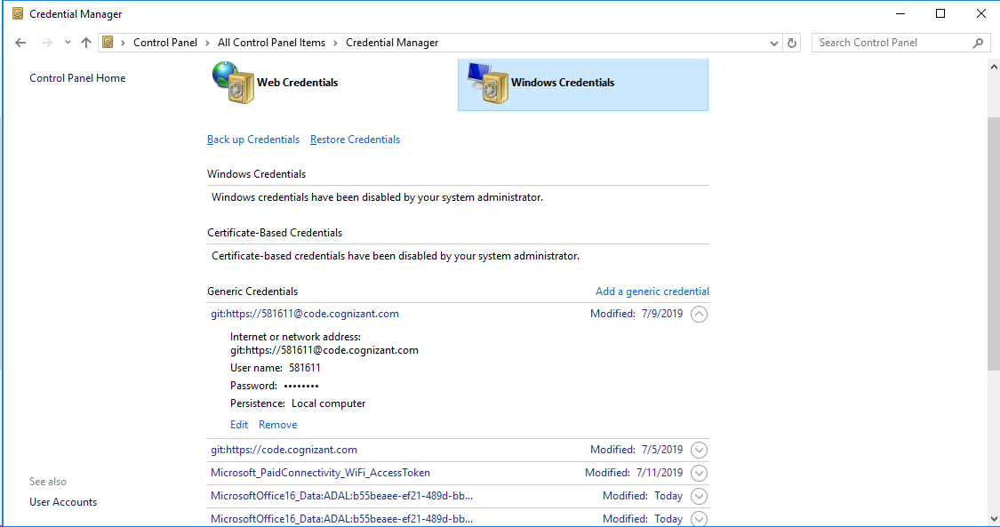 Credential Manager
Control Panel > All Control Panel Items > Credential Manager
Search Control Panel
Control Panel Home
Web Credentials
Windows Credentials
Back up Credentials Restore Credentials
Windows Credentials
Windows credentials have been disabled by your system administrator.
Certificate-Based Credentials
Certificate-based credentials have been disabled by your system administrator.
Generic Credentials Add a generic credential
git:https://581611@code.cognizant.com Modified: 7/9/2019
Internet or network address:
git:https://581611@code.cognizant.com
User name: 581611
Password: ••••••••
Persistence: Local computer
Edit Remove
git:https://code.cognizant.com Modified: 7/5/2019
Microsoft_PaidConnectivity_WiFi_AccessToken Modified: 7/11/2019
MicrosoftOffice16_Data:ADAL:b55beaee-ef21-489d-bb... Modified: Today
MicrosoftOffice16_Data:ADAL:b55beaee-ef21-489d-bb... Modified: Today
See also
User Accounts